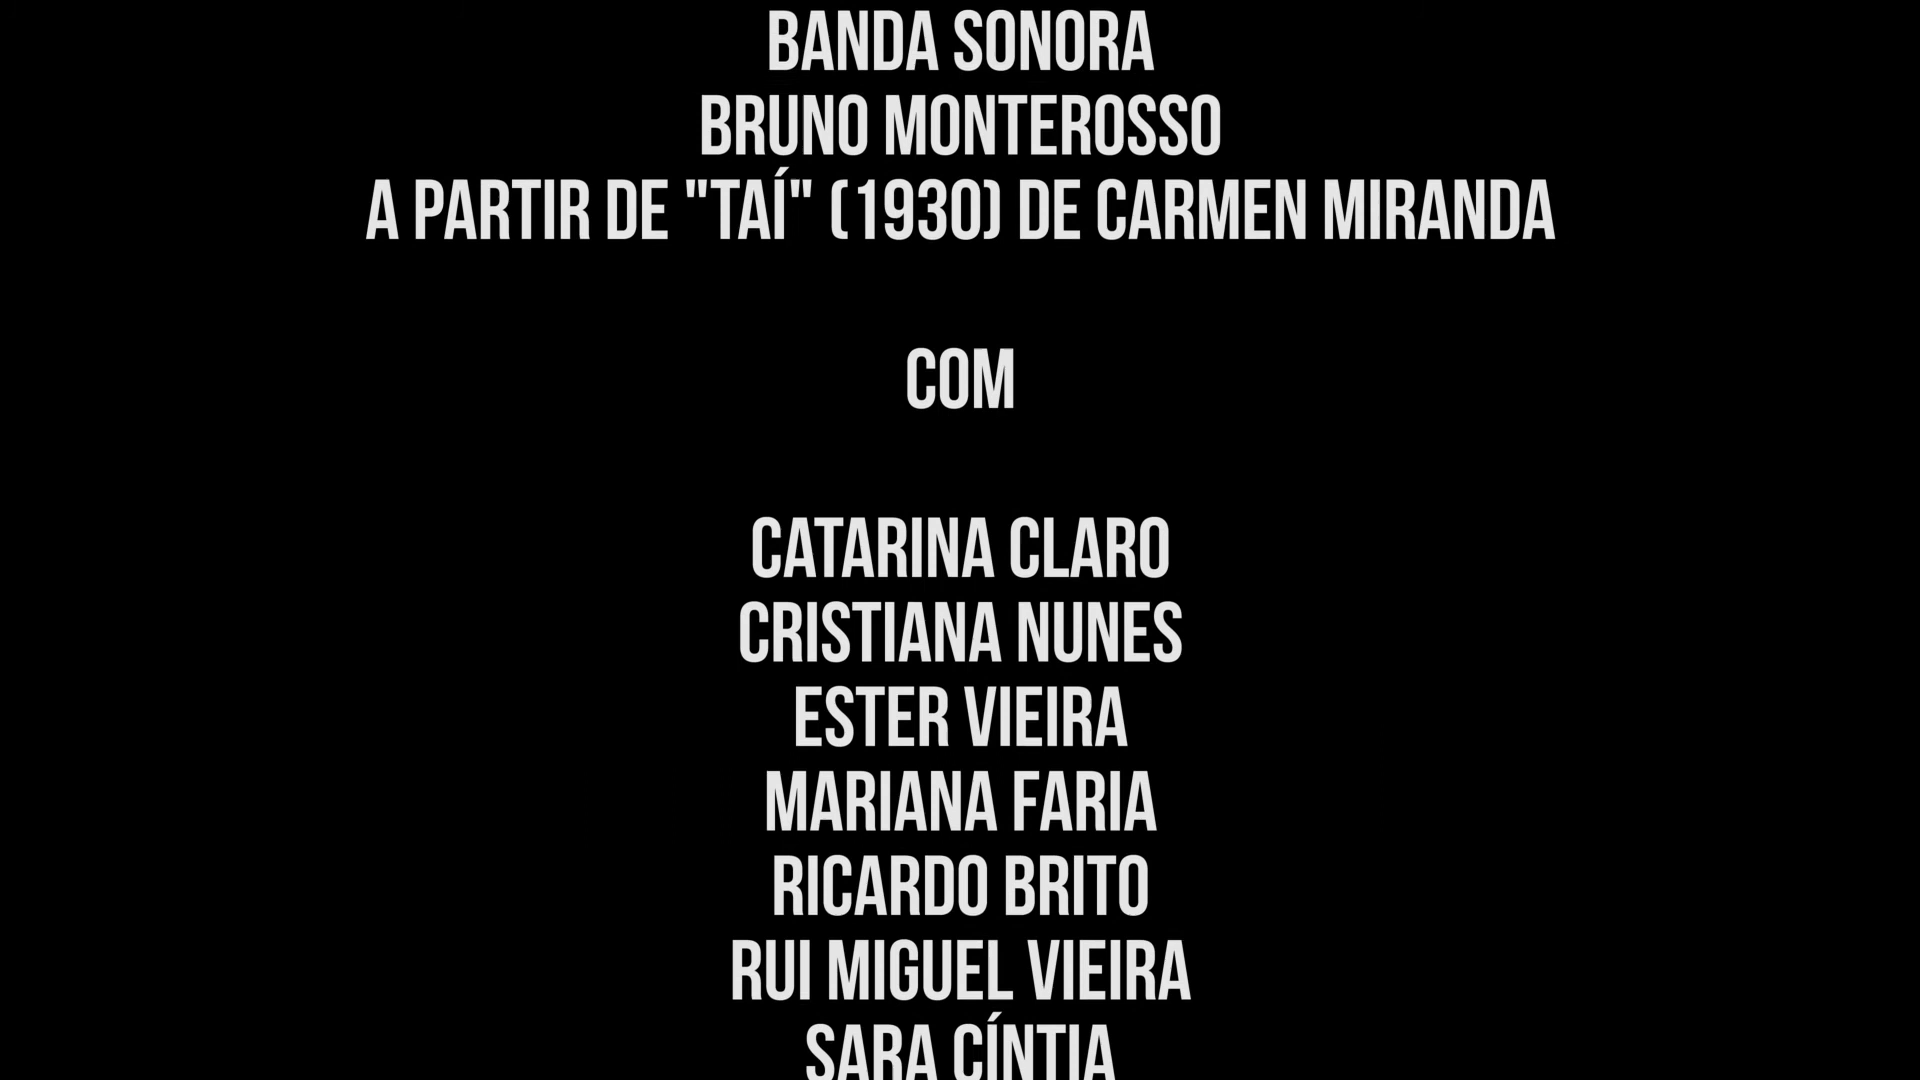 BANDA SONORA
BRUNO MONTEROSSO
A PARTIR DE "TAÍ" (1930) DE CARMEN MIRANDA
COM
CATARINA CLARO
CRISTIANA NUNES
ESTER VIEIRA
MARIANA FARIA
RICARDO BRITO
RUI MIGUEL VIEIRA
SARA CÍNTIA